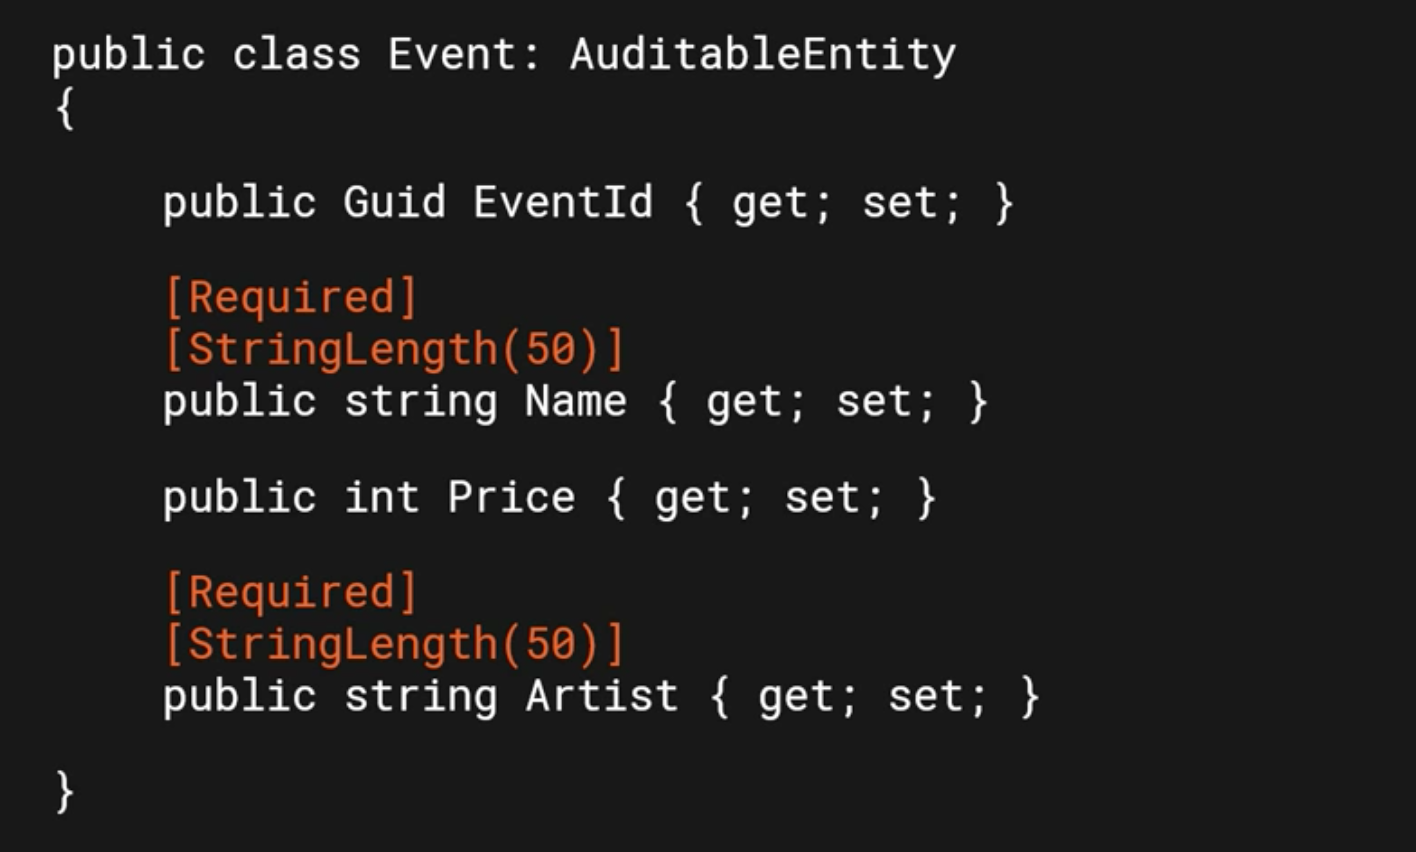 public class Event: AuditableEntity
{
public Guid EventId { get; set; }
[Required]
[StringLength(50)]
public string Name { get; set; }
public int Price { get; set; }
[Required]
[StringLength(50)]
public string Artist { get; set; }
}